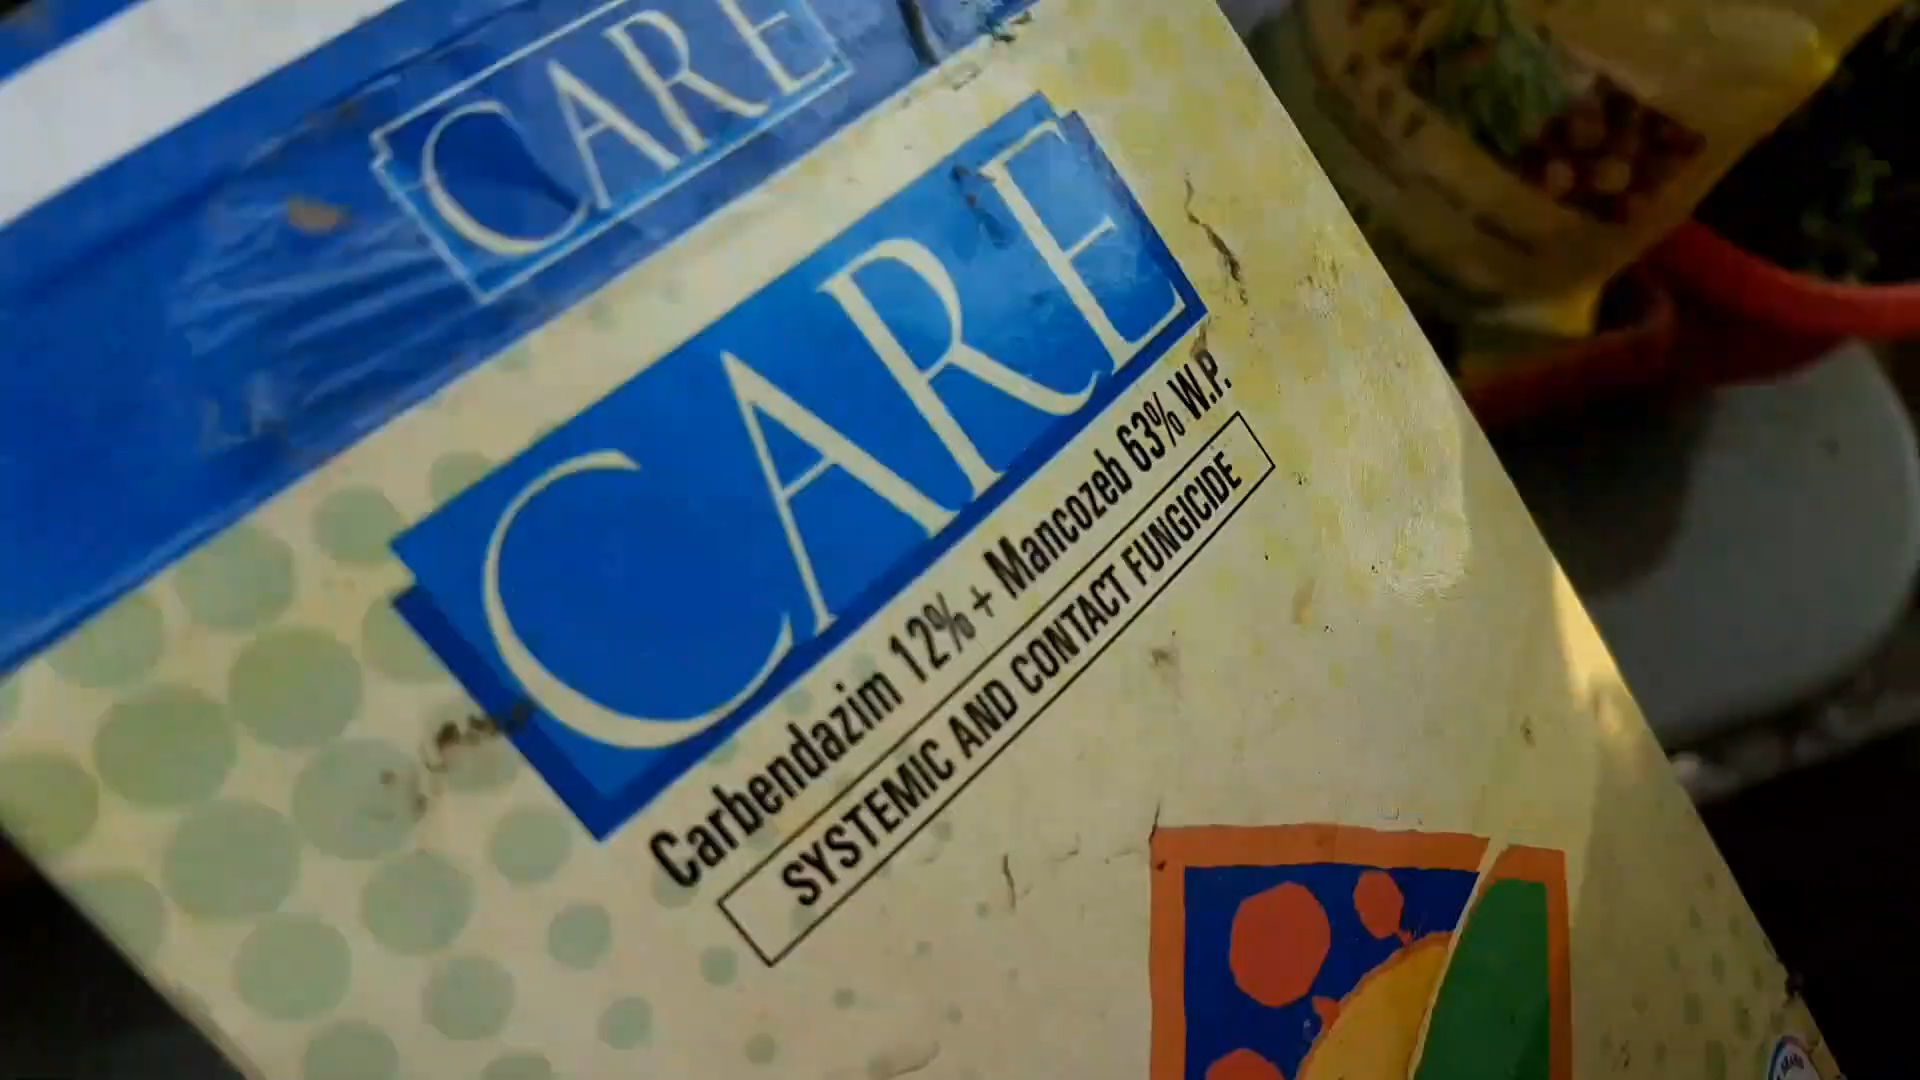 CARE
CARE
Carbendazim 12% + Mancozeb 63% W.P.
SYSTEMIC AND CONTACT FUNGICIDE